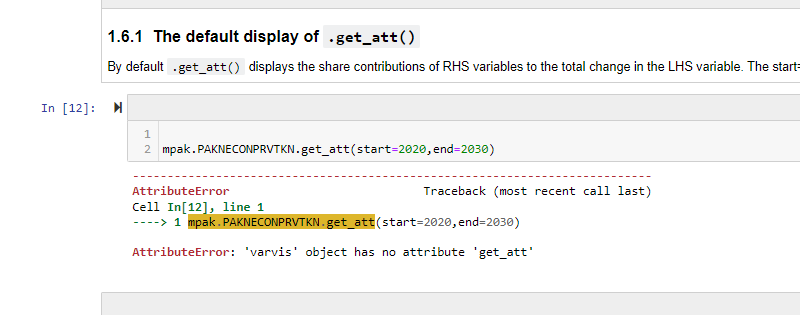 1.6.1 The default display of .get_att()
By default .get_att() displays the share contributions of RHS variables to the total change in the LHS variable. The start=
In [12]:
1
2 mpak.PAKNECONPRVTKN.get_att(start=2020,end=2030)
---------------------------------------------------------------------------
AttributeError Traceback (most recent call last)
Cell In[12], line 1
----> 1 mpak.PAKNECONPRVTKN.get_att(start=2020,end=2030)
AttributeError: 'varvis' object has no attribute 'get_att'